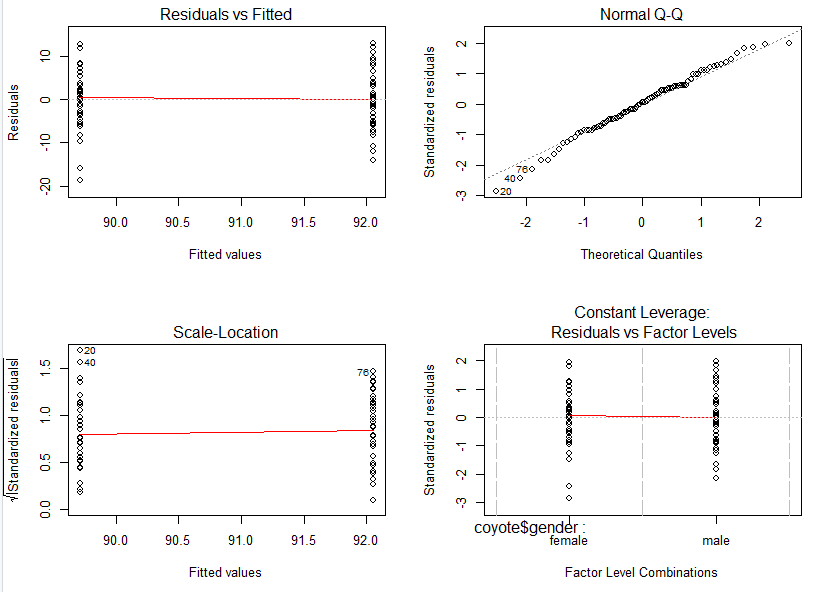 Residuals vs Fitted
Residuals
10
0
-10
-20
90.0 90.5 91.0 91.5 92.0
Fitted values
Normal Q-Q
Standardized residuals
2
1
0
-1
-2
-3
76
40
20
-2 -1 0 1 2
Theoretical Quantiles
Scale-Location
√|Standardized residuals|
1.5
1.0
0.5
0.0
20
40
76
90.0 90.5 91.0 91.5 92.0
Fitted values
Constant Leverage:
Residuals vs Factor Levels
Standardized residuals
2
1
0
-1
-2
-3
coyote$gender :
female male
Factor Level Combinations